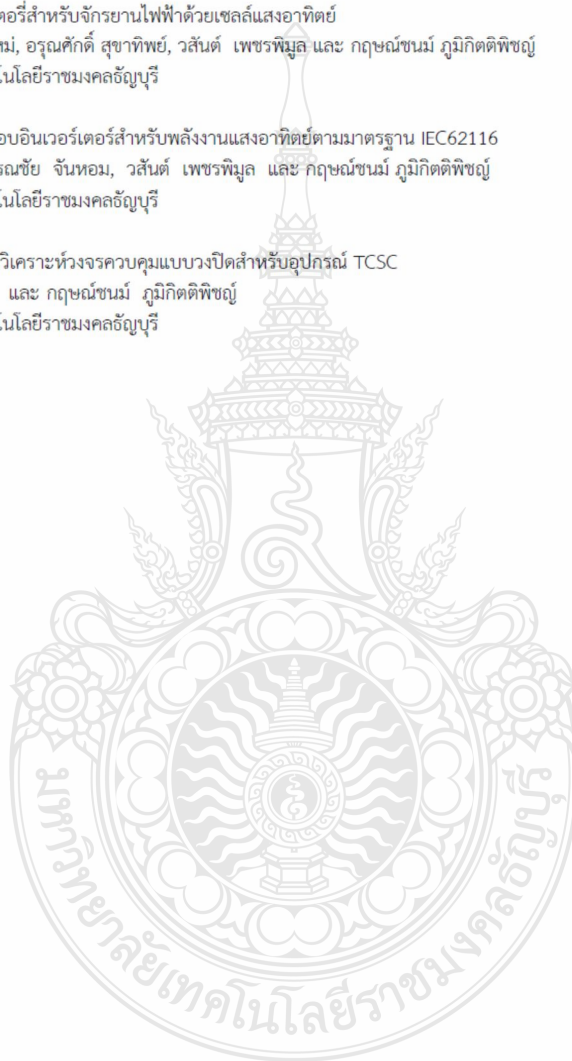 ตอรี่สำหรับจักรยานไฟฟ้าด้วยเซลล์แสงอาทิตย์
หม่, อรุณศักดิ์ สุขาทิพย์, วสันต์ เพชรพิมูล และ กฤษณ์ชนม์ ภูมิกิตติพิชญ์
นโลยีราชมงคลธัญบุรี
อบอินเวอร์เตอร์สำหรับพลังงานแสงอาทิตย์ตามมาตรฐาน IEC62116
รณชัย จันหอม, วสันต์ เพชรพิมูล และ กฤษณ์ชนม์ ภูมิกิตติพิชญ์
นโลยีราชมงคลธัญบุรี
วิเคราะห์วงจรควบคุมแบบวงปิดสำหรับอุปกรณ์ TCSC
และ กฤษณ์ชนม์ ภูมิกิตติพิชญ์
นโลยีราชมงคลธัญบุรี
มหาวิทยาลัยเทคโนโลยีราชมงคลธัญบุรี